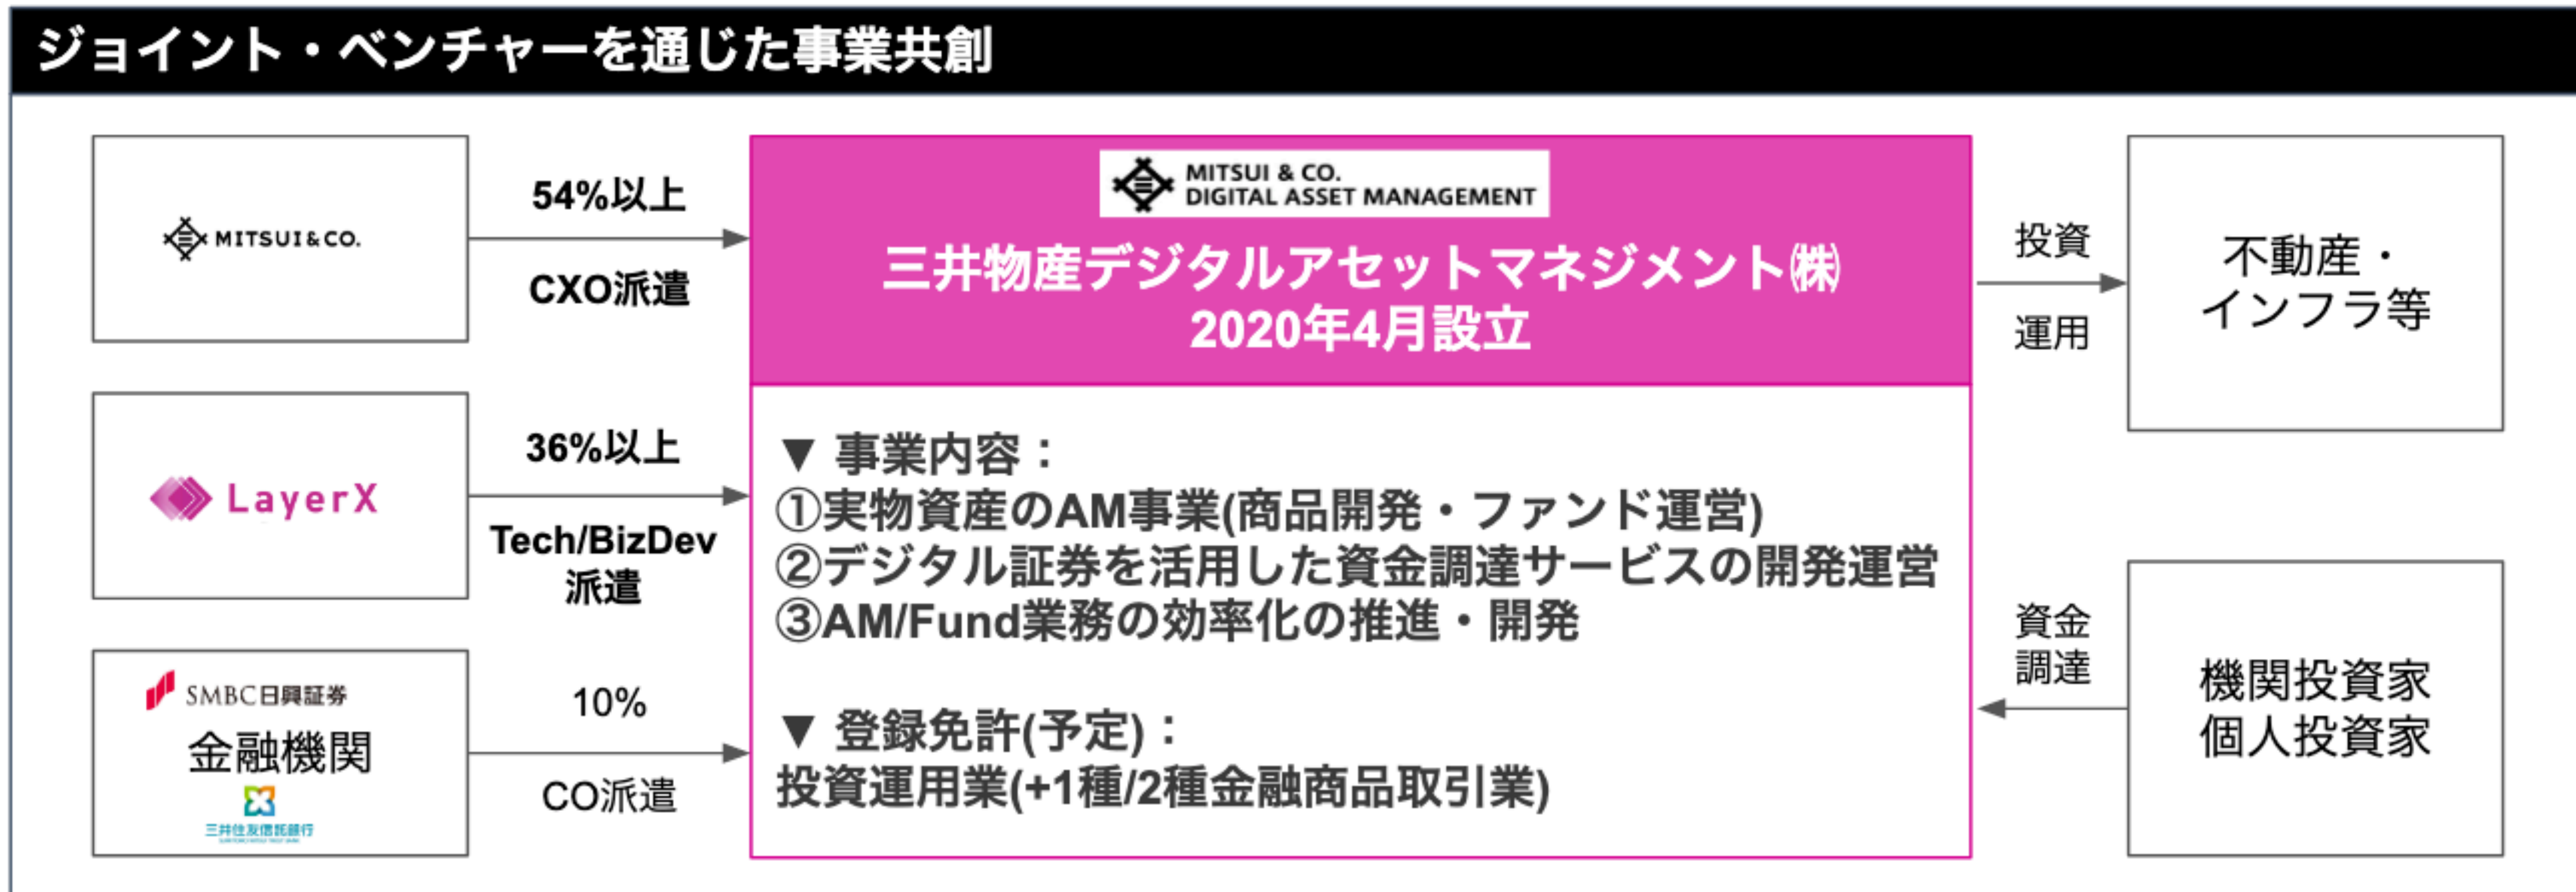 ジョイント・ベンチャーを通じた事業共創
MITSUI & CO.
54%以上
CXO派遣
LayerX
36%以上
Tech/BizDev
派遣
SMBC日興証券
金融機関
三井住友信託銀行
10%
CO派遣
MITSUI & CO.
DIGITAL ASSET MANAGEMENT
三井物産デジタルアセットマネジメント㈱
2020年4月設立
▼ 事業内容：
①実物資産のAM事業(商品開発・ファンド運営)
②デジタル証券を活用した資金調達サービスの開発運営
③AM/Fund業務の効率化の推進・開発
▼ 登録免許(予定)：
投資運用業(+1種/2種金融商品取引業)
投資
運用
不動産・
インフラ等
資金
調達
機関投資家
個人投資家